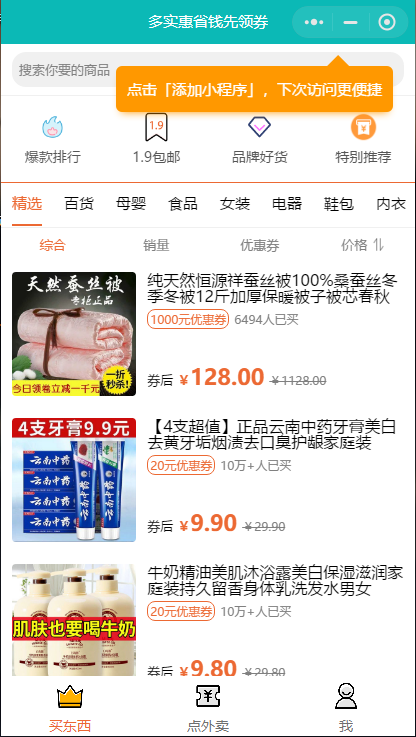 多实惠省钱先领券
搜索你要的商品
点击「添加小程序」，下次访问更便捷
1.9
爆款排行
1.9包邮
品牌好货
特别推荐
精选 百货 母婴 食品 女装 电器 鞋包 内衣
综合 销量 优惠券 价格
天然蚕丝被
专柜正品
一折
秒杀!
今日领卷立减一千元
纯天然恒源祥蚕丝被100%桑蚕丝冬
季冬被12斤加厚保暖被子被芯春秋
1000元优惠券 6494人已买
券后 ￥128.00 ￥1128.00
4支牙膏9.9元
云南中药
云南中药
云南中药
【4支超值】正品云南中药牙膏美白
去黄牙垢烟渍去口臭护龈家庭装
20元优惠券 10万+人已买
券后 ￥9.90 ￥29.90
肌肤也要喝牛奶
牛奶精油美肌沐浴露美白保湿滋润家
庭装持久留香身体乳洗发水男女
20元优惠券 10万+人已买
券后 ￥9.80 ￥29.80
买东西
点外卖
我